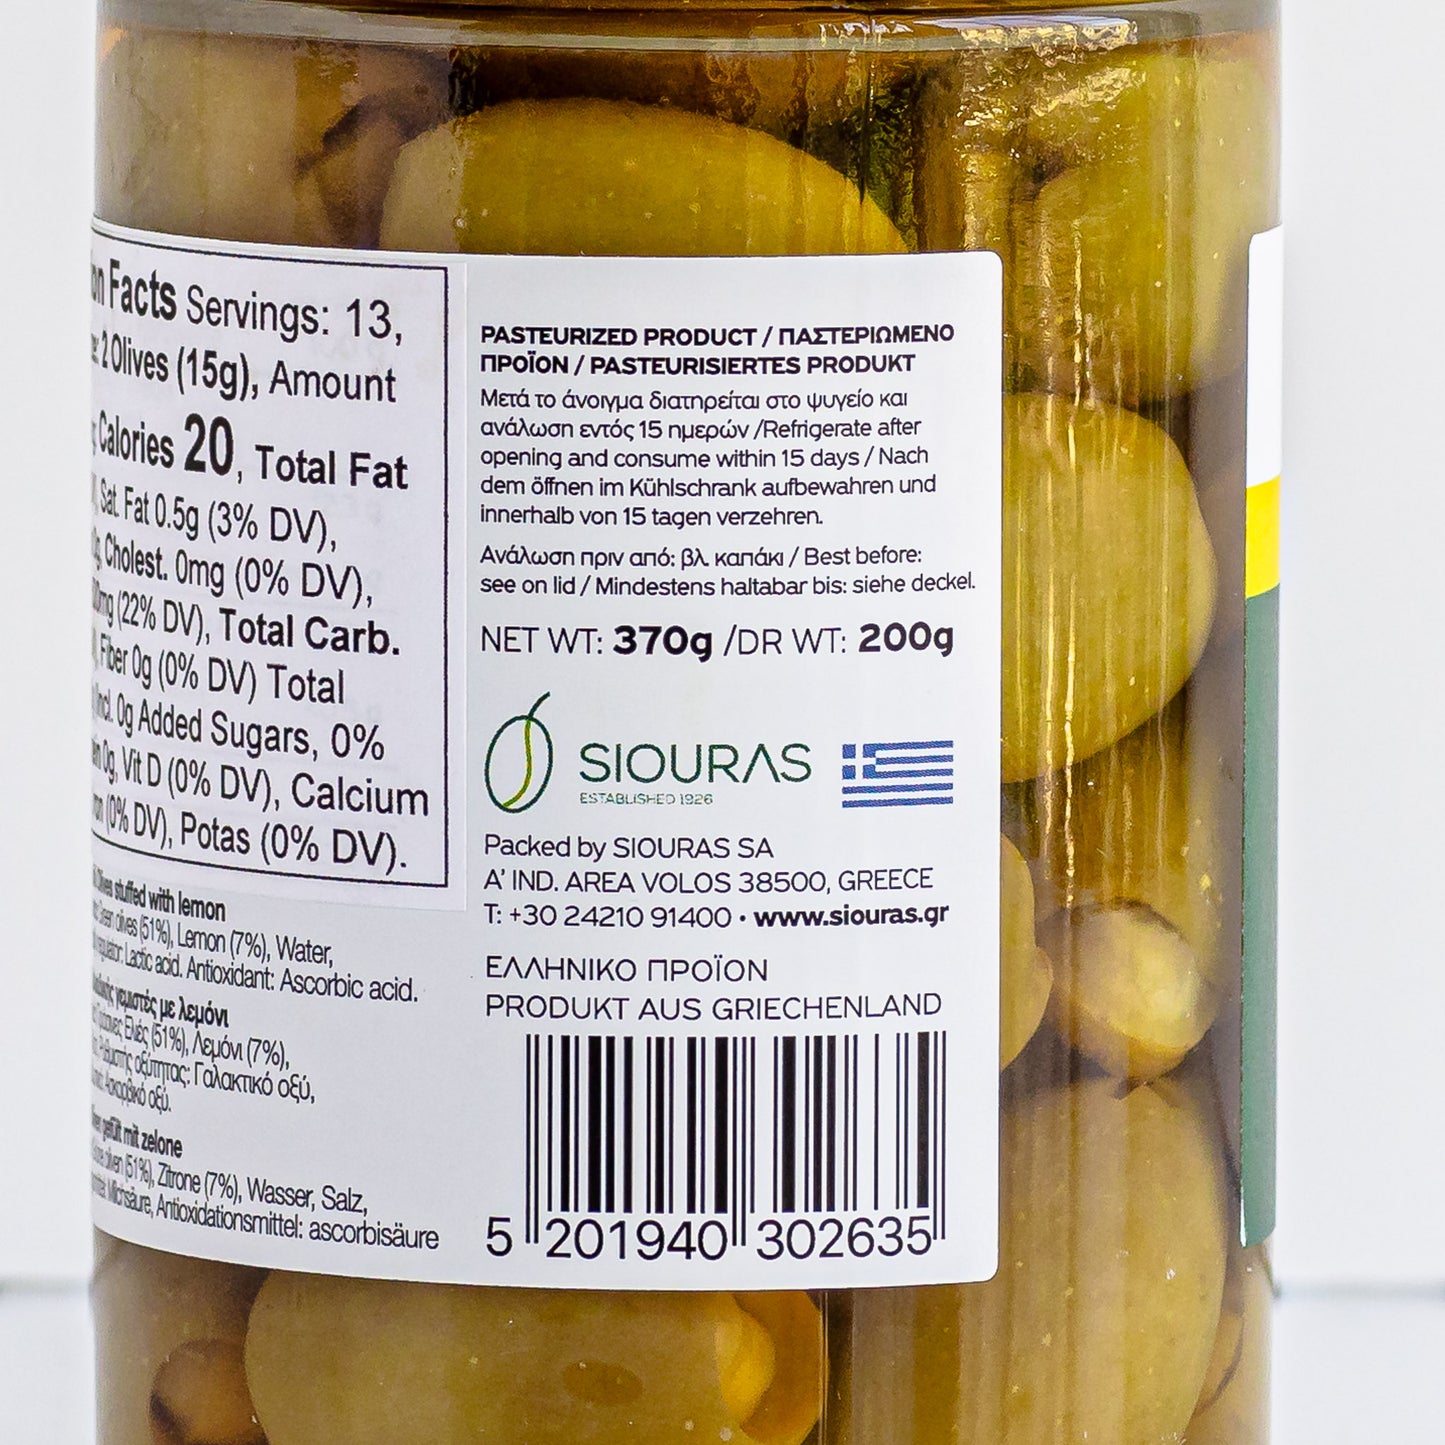 Facts Servings: 13,
2 Olives (15g), Amount
Calories 20, Total Fat
Sat. Fat 0.5g (3% DV),
Cholest. 0mg (0% DV),
(22% DV), Total Carb.
Fiber 0g (0% DV) Total
Incl. 0g Added Sugars, 0%
0g, Vit D (0% DV), Calcium
(0% DV), Potas (0% DV).
Olives stuffed with lemon
Green olives (51%), Lemon (7%), Water,
regulator: Lactic acid. Antioxidant: Ascorbic acid.
γεμιστές με λεμόνι
Ελιές (51%), Λεμόνι (7%),
οξύτητας: Γαλακτικό οξύ,
Ασκορβικό οξύ.
gefült mit zelone
oliven (51%), Zitrone (7%), Wasser, Salz,
Milchsäure, Antioxidationsmittel: ascorbisäure
PASTEURIZED PRODUCT / ΠΑΣΤΕΡΙΩΜΕΝΟ
ΠΡΟΪΟΝ / PASTEURISIERTES PRODUKT
Μετά το άνοιγμα διατηρείται στο ψυγείο και
ανάλωση εντός 15 ημερών /Refrigerate after
opening and consume within 15 days / Nach
dem öffnen im Kühlschrank aufbewahren und
innerhalb von 15 tagen verzehren.
Ανάλωση πριν από: βλ. καπάκι / Best before:
see on lid / Mindestens haltabar bis: siehe deckel.
NET WT: 370g /DR WT: 200g
SIOURAS
ESTABLISHED 1926
Packed by SIOURAS SA
A' IND. AREA VOLOS 38500, GREECE
T: +30 24210 91400 • www.siouras.gr
ΕΛΛΗΝΙΚΟ ΠΡΟΪΟΝ
PRODUKT AUS GRIECHENLAND
5 201940 302635